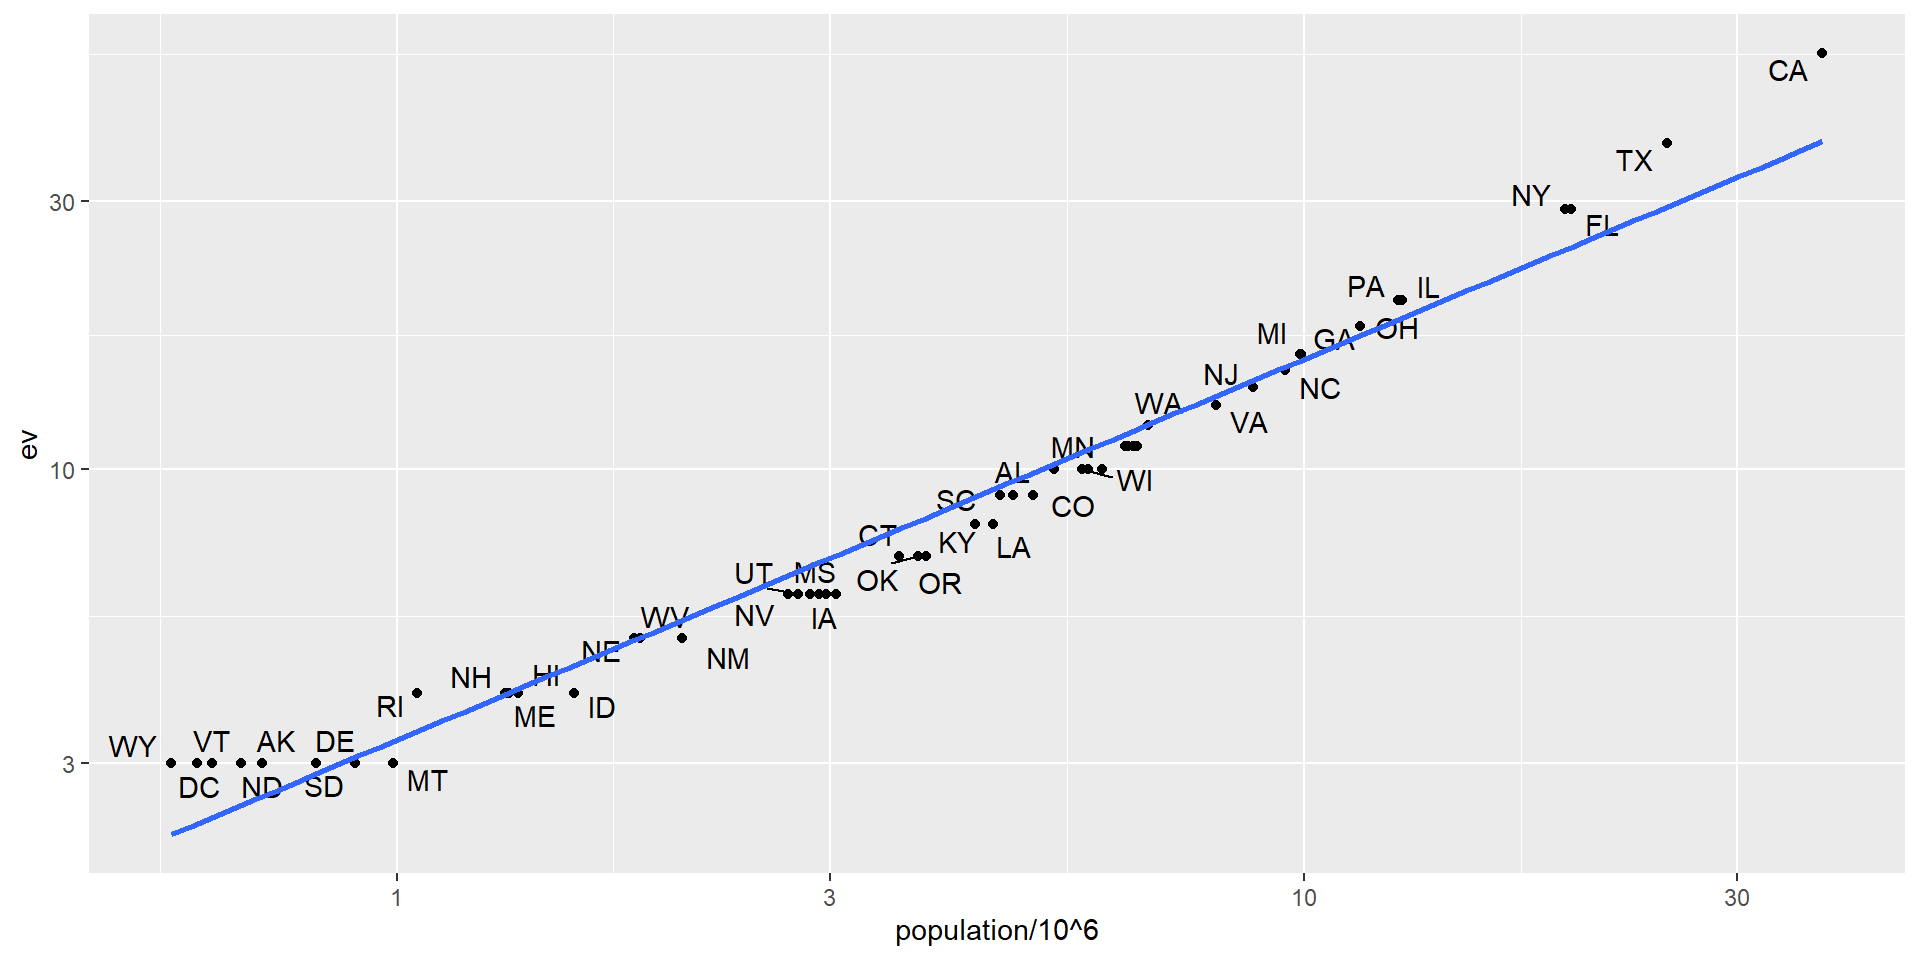 CA
TX
30
NY
FL
PA IL
MI GA OH
NJ NC
WA VA
ev
10
MN
AL WI
SC CO
CT KY LA
UT MS OK OR
NV IA
WV
NE NM
NH HI
RI ME ID
WY VT AK DE
3
DC ND SD MT
1 3 10 30
population/10^6